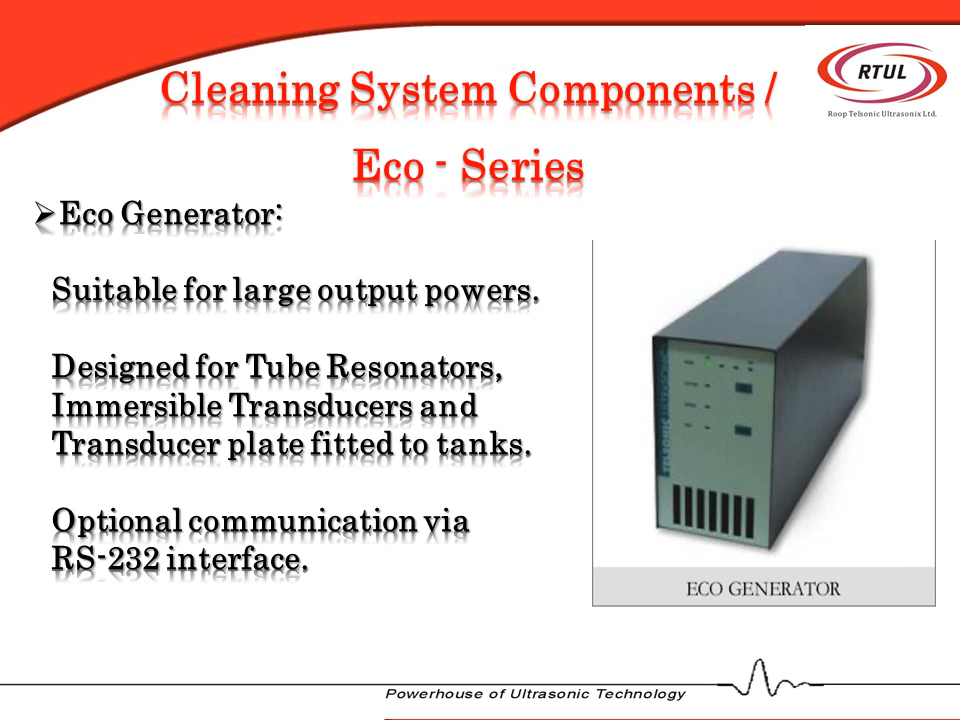 Cleaning System Components /
Eco - Series
RTUL
Roop Telsonic Ultrasonix Ltd.
➢Eco Generator:
Suitable for large output powers.
Designed for Tube Resonators,
Immersible Transducers and
Transducer plate fitted to tanks.
Optional communication via
RS-232 interface.
TELSONIC ULTRASONICS
ECO GENERATOR
Powerhouse of Ultrasonic Technology